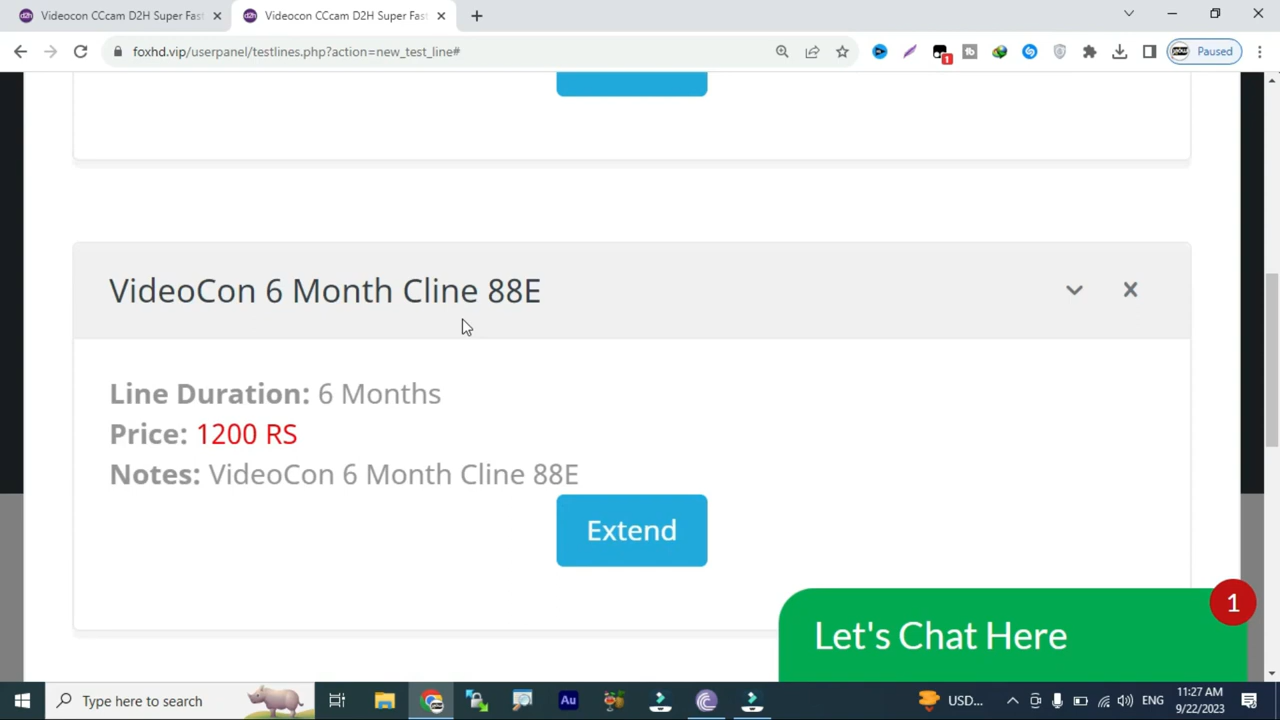 Videocon CCcam D2H Super Fast
Videocon CCcam D2H Super Fast
foxhd.vip/userpanel/testlines.php?action=new_test_line#
1
Paused
VideoCon 6 Month Cline 88E
Line Duration: 6 Months
Price: 1200 RS
Notes: VideoCon 6 Month Cline 88E
Extend
1
Let's Chat Here
Type here to search
Au
USD...
ENG
11:27 AM
9/22/2023